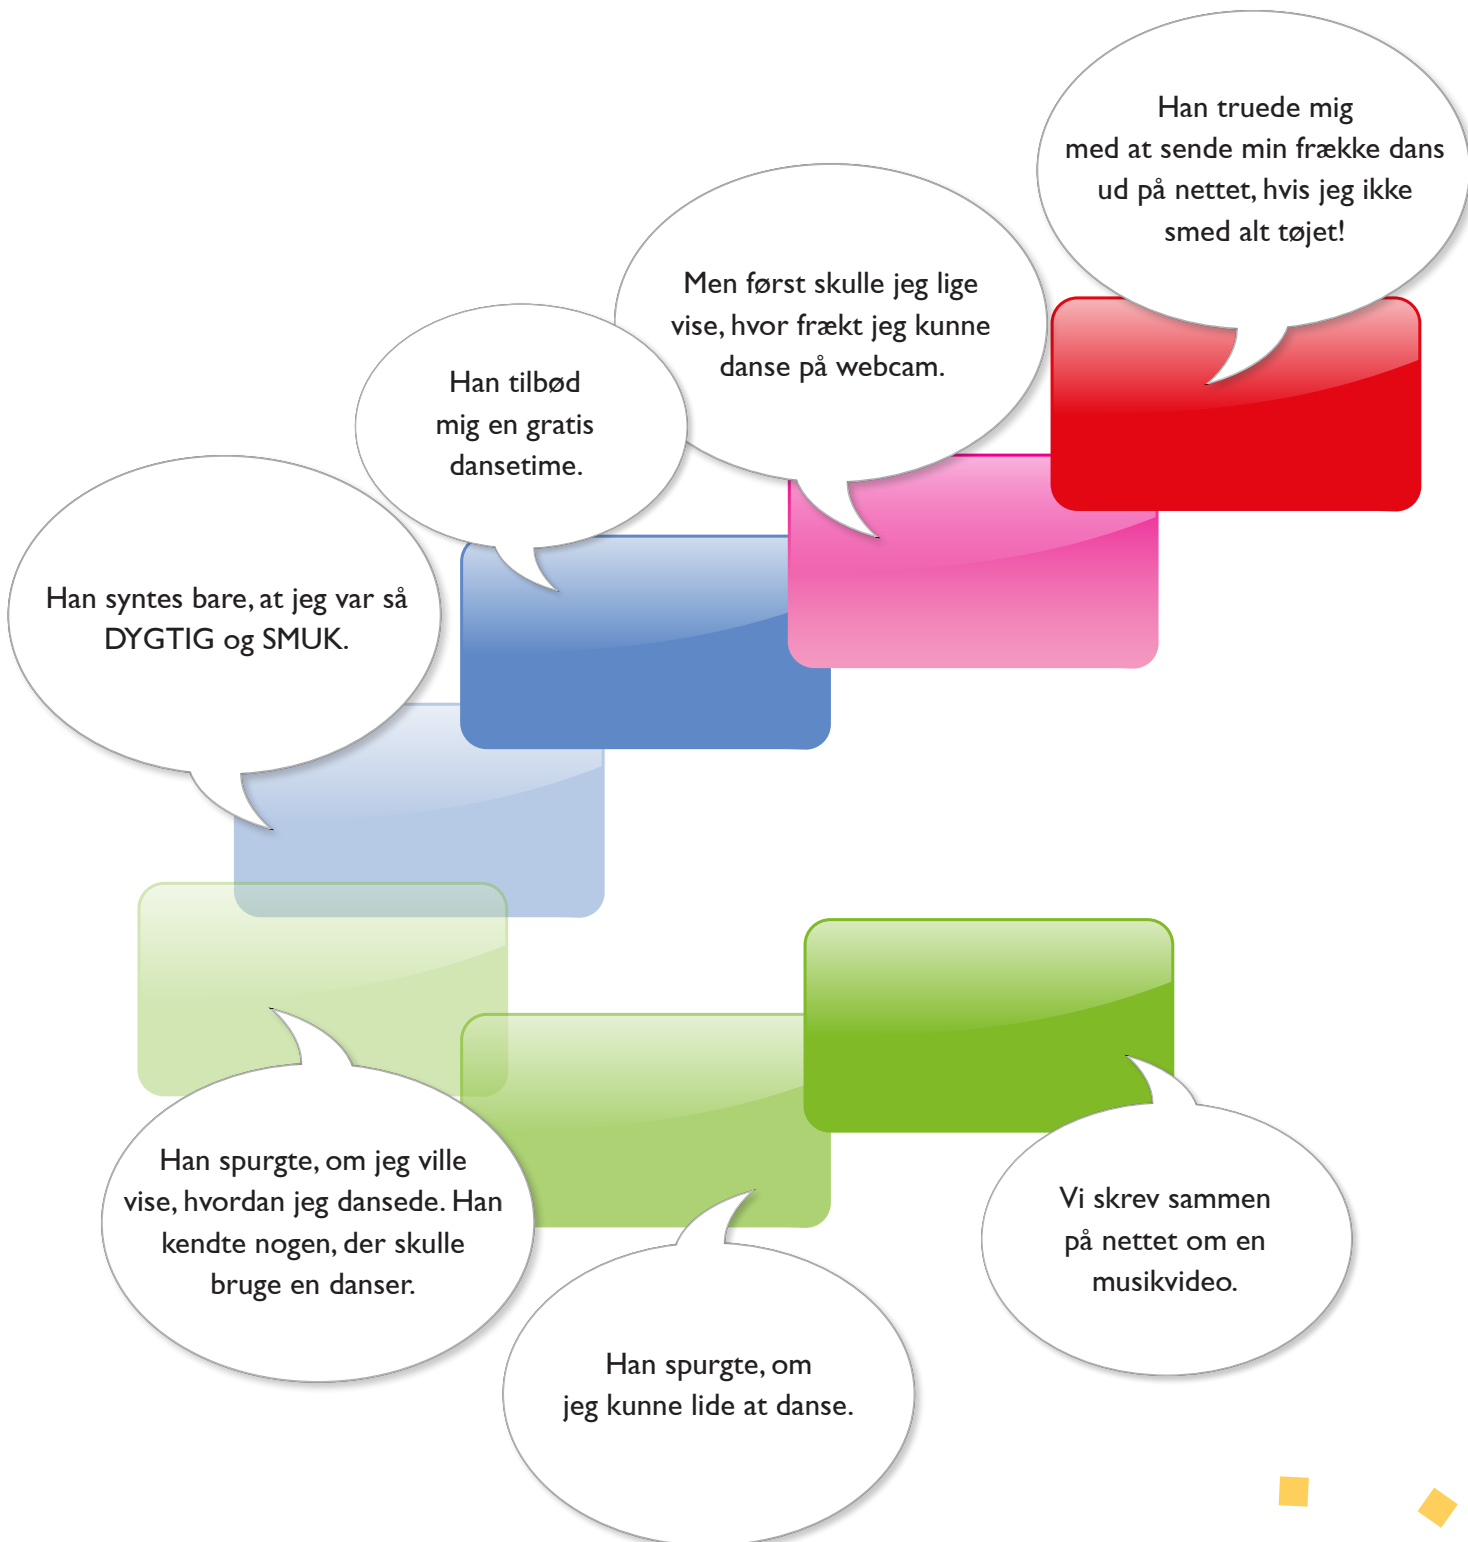 Han truede mig
med at sende min frække dans
ud på nettet, hvis jeg ikke
smed alt tøjet!
Men først skulle jeg lige
vise, hvor frækt jeg kunne
danse på webcam.
Han tilbød
mig en gratis
dansetime.
Han syntes bare, at jeg var så
DYGTIG og SMUK.
Han spurgte, om jeg ville
vise, hvordan jeg dansede. Han
kendte nogen, der skulle
bruge en danser.
Han spurgte, om
jeg kunne lide at danse.
Vi skrev sammen
på nettet om en
musikvideo.